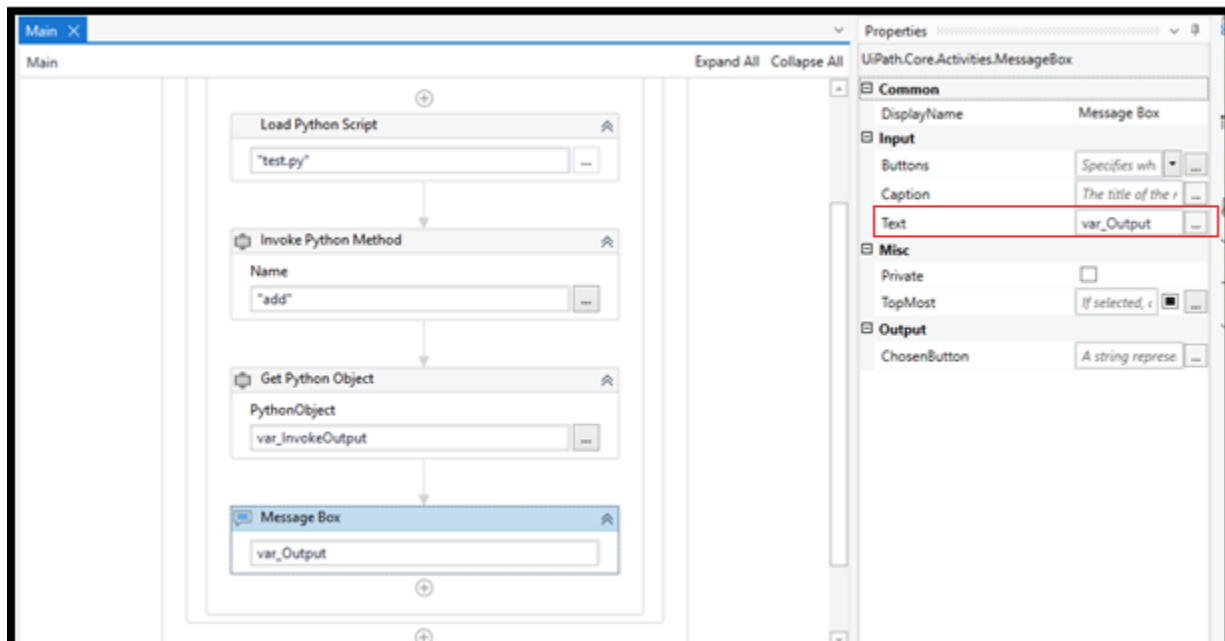 Main
Main
Expand All Collapse All
Load Python Script
"test.py"
...
Invoke Python Method
Name
"add"
...
Get Python Object
PythonObject
var_InvokeOutput
...
Message Box
var_Output
Properties
UiPath.Core.Activities.MessageBox
Common
DisplayName Message Box
Input
Buttons Specifies wh ...
Caption The title of the ...
Text var_Output ...
Misc
Private
TopMost If selected, ...
Output
ChosenButton A string represe ...